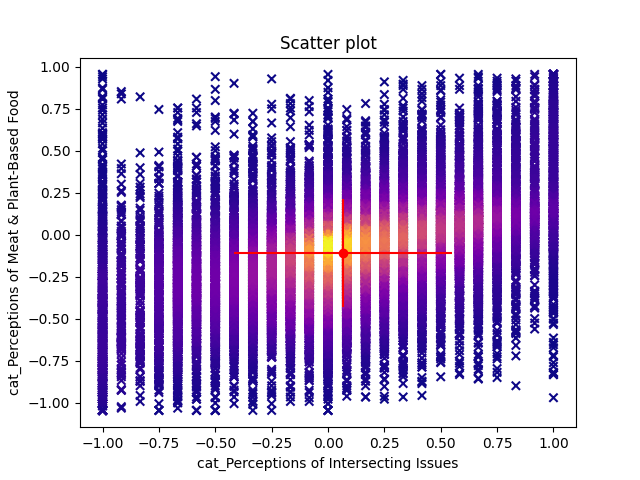 Scatter plot
cat_Perceptions of Meat & Plant-Based Food
1.00
0.75
0.50
0.25
0.00
−0.25
−0.50
−0.75
−1.00
−1.00 −0.75 −0.50 −0.25 0.00 0.25 0.50 0.75 1.00
cat_Perceptions of Intersecting Issues